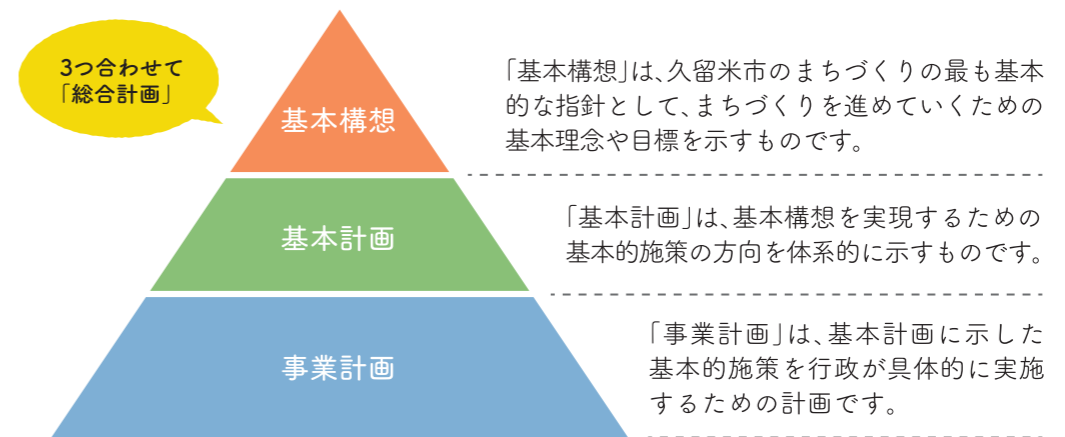 3つ合わせて
「総合計画」
基本構想
「基本構想」は、久留米市のまちづくりの最も基本
的な指針として、まちづくりを進めていくための
基本理念や目標を示すものです。
基本計画
「基本計画」は、基本構想を実現するための
基本的施策の方向を体系的に示すものです。
事業計画
「事業計画」は、基本計画に示した
基本的施策を行政が具体的に実施
するための計画です。